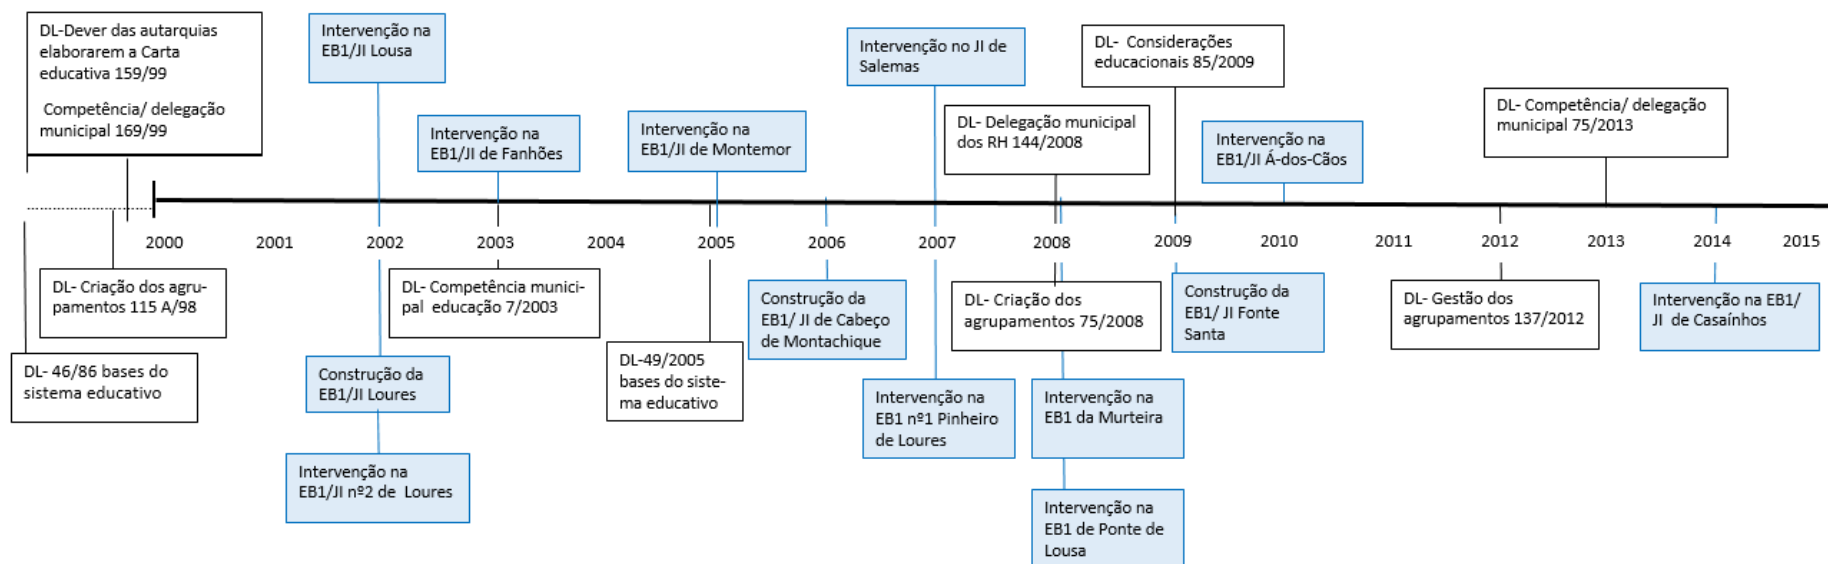 DL-Dever das autarquias
elaborarem a Carta
educativa 159/99
Competência/ delegação
municipal 169/99
Intervenção na
EB1/JI Lousa
Intervenção na
EB1/JI de Fanhões
Intervenção na
EB1/JI de Montemor
Intervenção no JI de
Salemas
DL- Delegação municipal
dos RH 144/2008
DL- Considerações
educacionais 85/2009
Intervenção na
EB1/JI Á-dos-Cãos
DL- Competência/ delegação
municipal 75/2013
2000
2001
2002
2003
2004
2005
2006
2007
2008
2009
2010
2011
2012
2013
2014
2015
DL- Criação dos agru-
pamentos 115 A/98
DL- 46/86 bases do
sistema educativo
Construção da
EB1/JI Loures
Intervenção na
EB1/JI nº2 de Loures
DL- Competência munici-
pal educação 7/2003
DL-49/2005
bases do siste-
ma educativo
Construção da
EB1/ JI de Cabeço
de Montachique
Intervenção na
EB1 nº1 Pinheiro
de Loures
DL- Criação dos
agrupamentos 75/2008
Intervenção na
EB1 da Murteira
Intervenção na
EB1 de Ponte de
Lousa
Construção da
EB1/ JI Fonte
Santa
DL- Gestão dos
agrupamentos 137/2012
Intervenção na EB1/
JI de Casaínhos